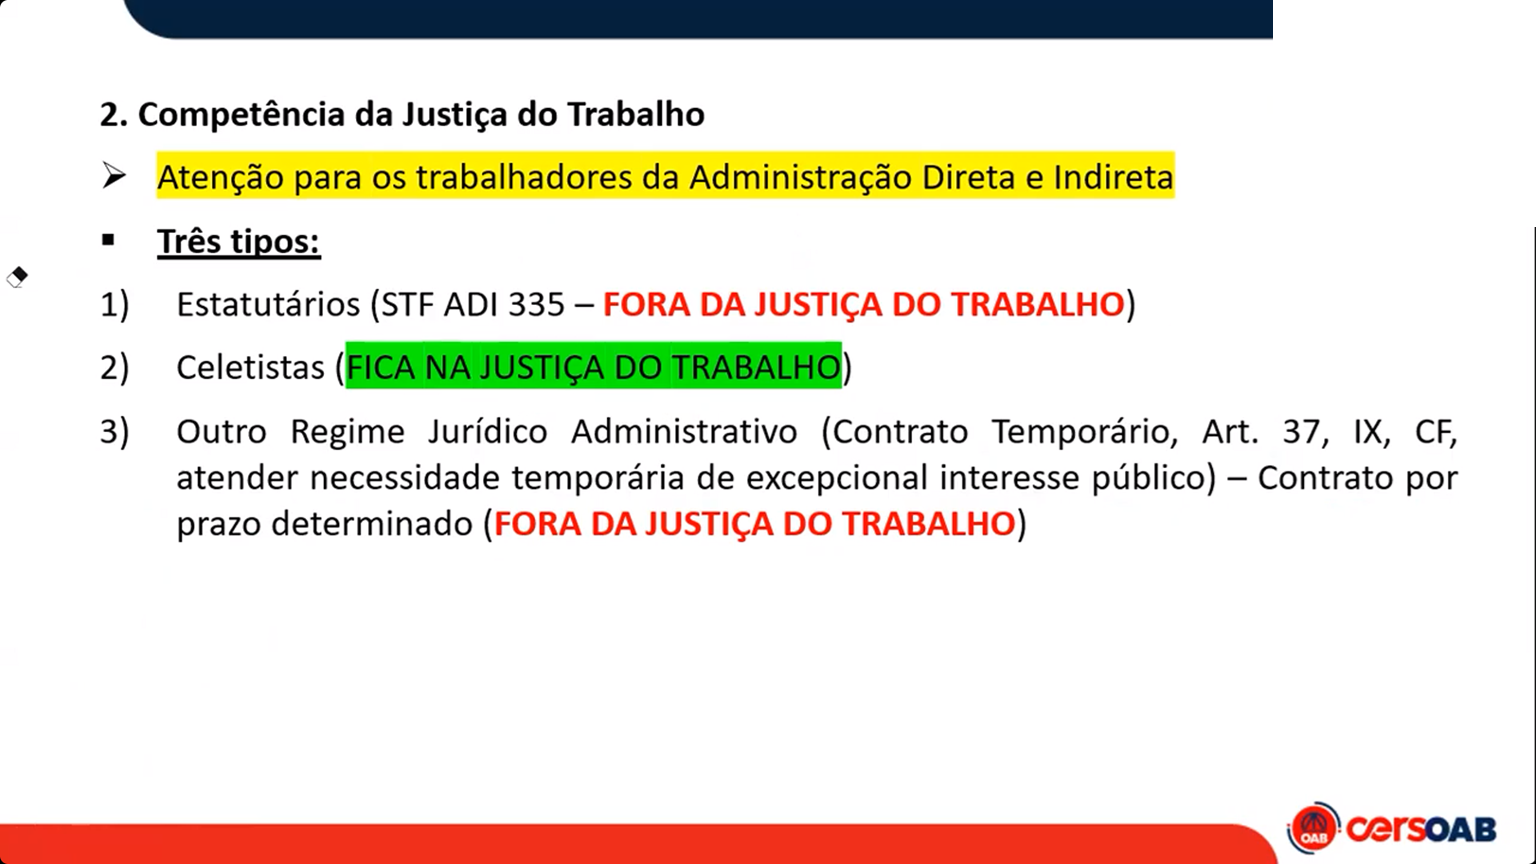 2. Competência da Justiça do Trabalho
➢ Atenção para os trabalhadores da Administração Direta e Indireta
▪ Três tipos:
1) Estatutários (STF ADI 335 – FORA DA JUSTIÇA DO TRABALHO)
2) Celetistas (FICA NA JUSTIÇA DO TRABALHO)
3) Outro Regime Jurídico Administrativo (Contrato Temporário, Art. 37, IX, CF,
atender necessidade temporária de excepcional interesse público) – Contrato por
prazo determinado (FORA DA JUSTIÇA DO TRABALHO)
OAB cersOAB